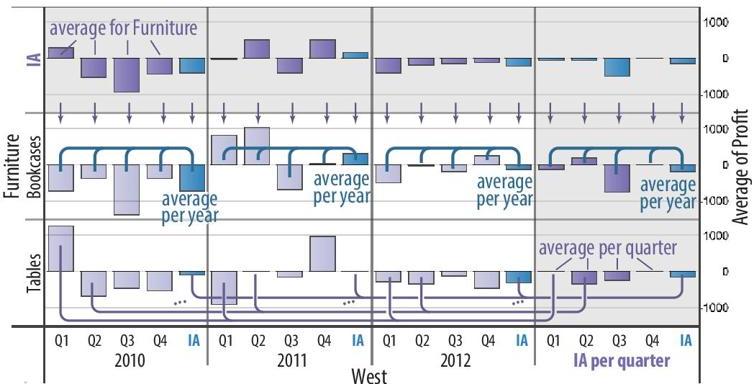 average for Furniture
IA
1000
0
-1000
Furniture
Bookcases
average per year
average per year
average per year
average per year
1000
0
-1000
Average of Profit
Tables
average per quarter
1000
0
-1000
...
...
...
Q1 Q2 Q3 Q4 IA Q1 Q2 Q3 Q4 IA Q1 Q2 Q3 Q4 IA Q1 Q2 Q3 Q4 IA
2010 2011 2012 IA per quarter
West